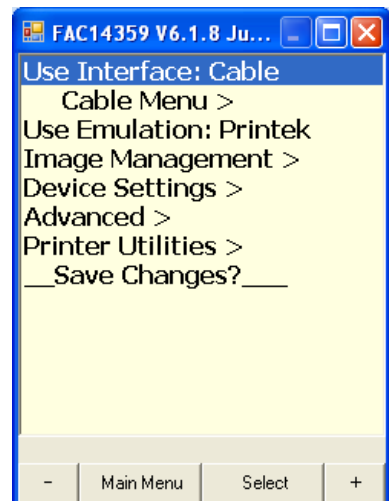 FAC14359 V6.1.8 Ju...
Use Interface: Cable
Cable Menu >
Use Emulation: Printek
Image Management >
Device Settings >
Advanced >
Printer Utilities >
__Save Changes?___
- Main Menu Select +